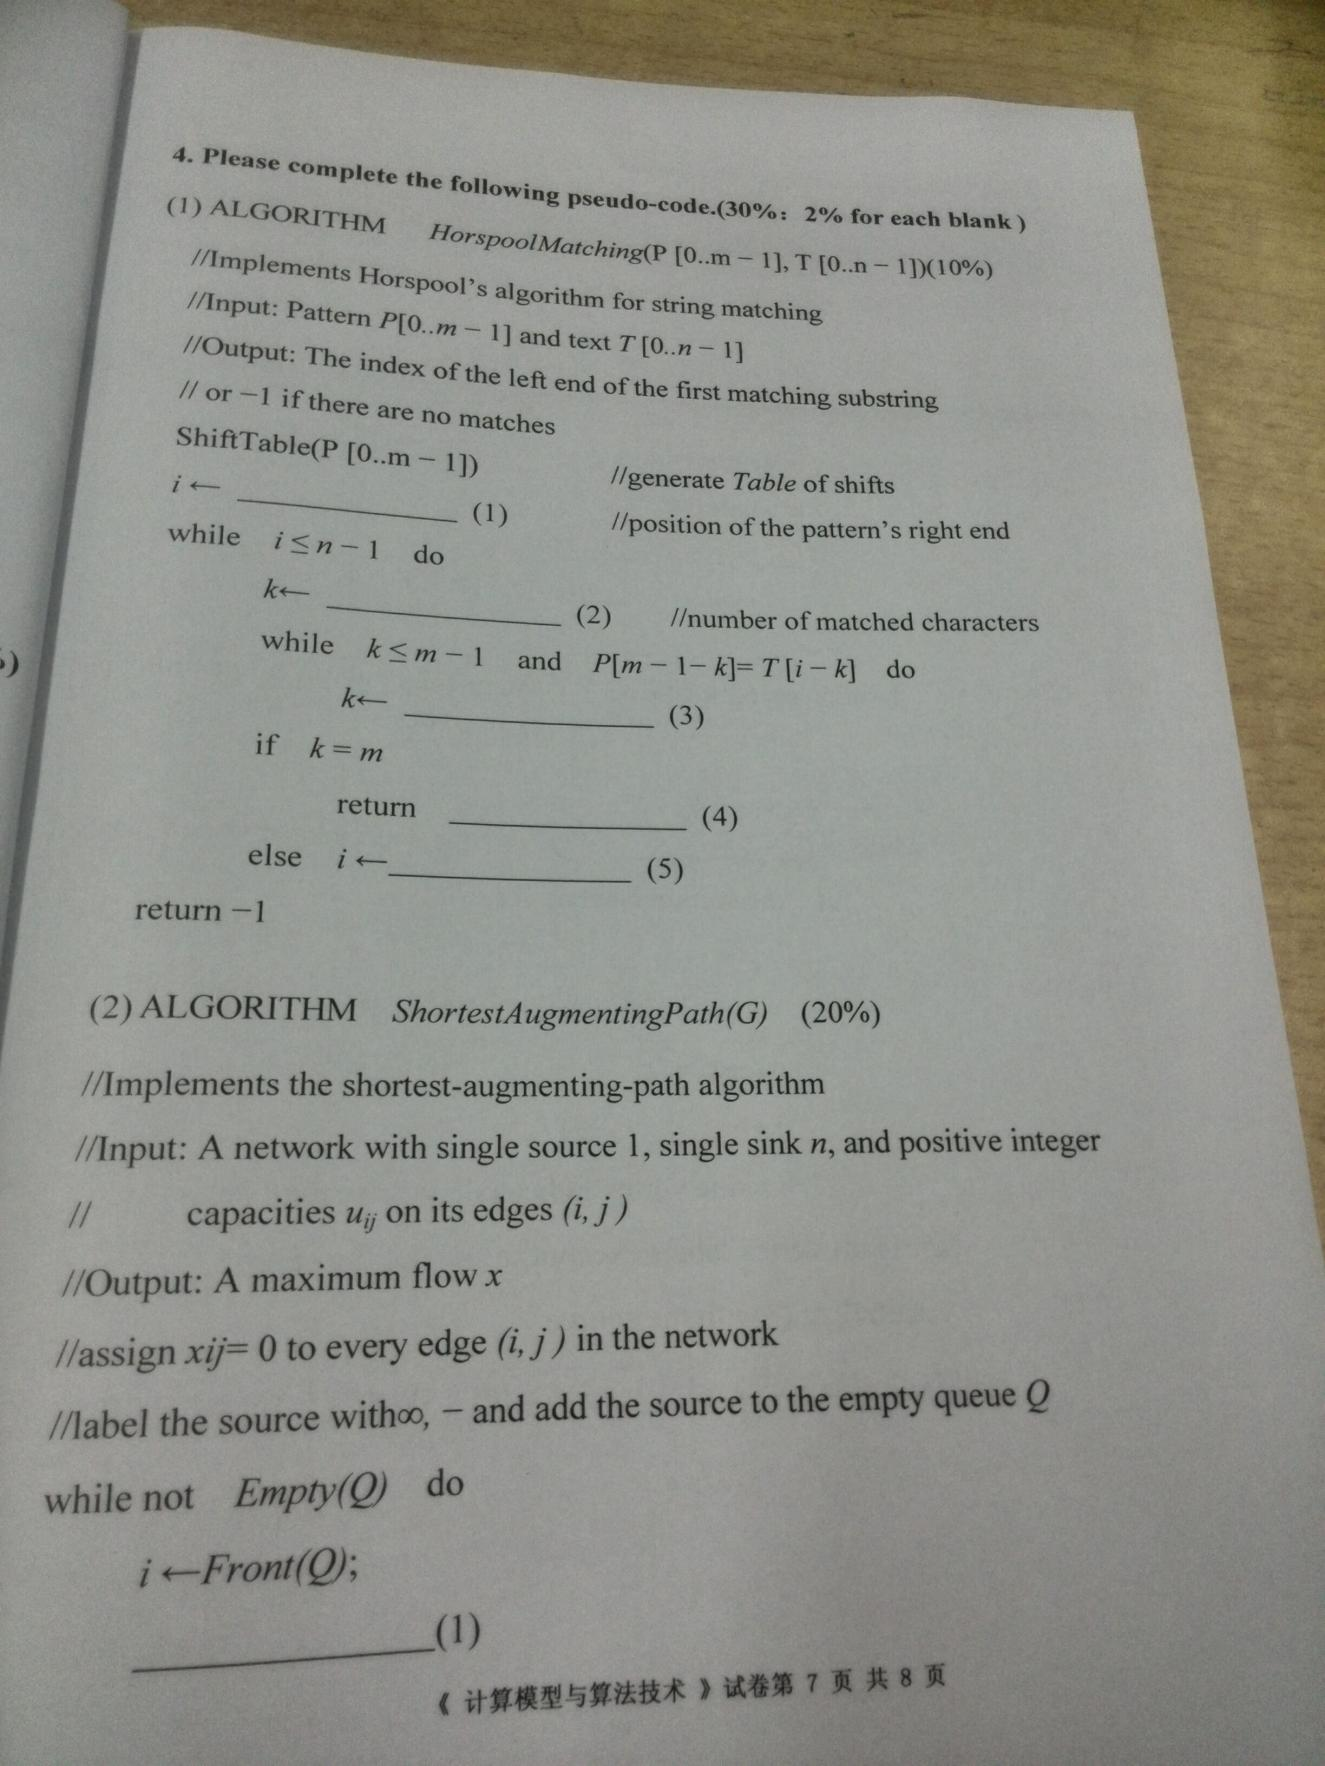 4. Please complete the following pseudo-code.(30%: 2% for each blank )
(1) ALGORITHM HorspoolMatching(P [0..m − 1], T [0..n − 1])(10%)
//Implements Horspool's algorithm for string matching
//Input: Pattern P[0..m − 1] and text T [0..n − 1]
//Output: The index of the left end of the first matching substring
// or −1 if there are no matches
ShiftTable(P [0..m − 1]) //generate Table of shifts
i ← ____________ (1) //position of the pattern's right end
while i ≤ n − 1 do
k← ____________ (2) //number of matched characters
while k ≤ m − 1 and P[m − 1− k]= T [i − k] do
k← ____________ (3)
if k = m
return ____________ (4)
else i ←____________ (5)
return −1
(2) ALGORITHM ShortestAugmentingPath(G) (20%)
//Implements the shortest-augmenting-path algorithm
//Input: A network with single source 1, single sink n, and positive integer
// capacities uij on its edges (i, j )
//Output: A maximum flow x
//assign xij= 0 to every edge (i, j ) in the network
//label the source with∞, − and add the source to the empty queue Q
while not Empty(Q) do
i ←Front(Q);
____________(1)
《 计算模型与算法技术 》试卷第 7 页 共 8 页